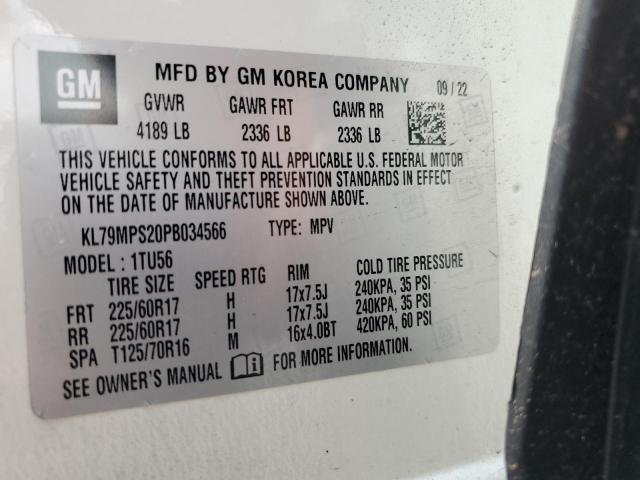 GM
MFD BY GM KOREA COMPANY 09 / 22
GVWR GAWR FRT GAWR RR
4189 LB 2336 LB 2336 LB
THIS VEHICLE CONFORMS TO ALL APPLICABLE U.S. FEDERAL MOTOR
VEHICLE SAFETY AND THEFT PREVENTION STANDARDS IN EFFECT
ON THE DATE OF MANUFACTURE SHOWN ABOVE.
KL79MPS20PB034566 TYPE: MPV
MODEL : 1TU56
TIRE SIZE SPEED RTG RIM COLD TIRE PRESSURE
FRT 225/60R17 H 17x7.5J 240KPA, 35 PSI
RR 225/60R17 H 17x7.5J 240KPA, 35 PSI
SPA T125/70R16 M 16x4.0BT 420KPA, 60 PSI
SEE OWNER'S MANUAL FOR MORE INFORMATION.